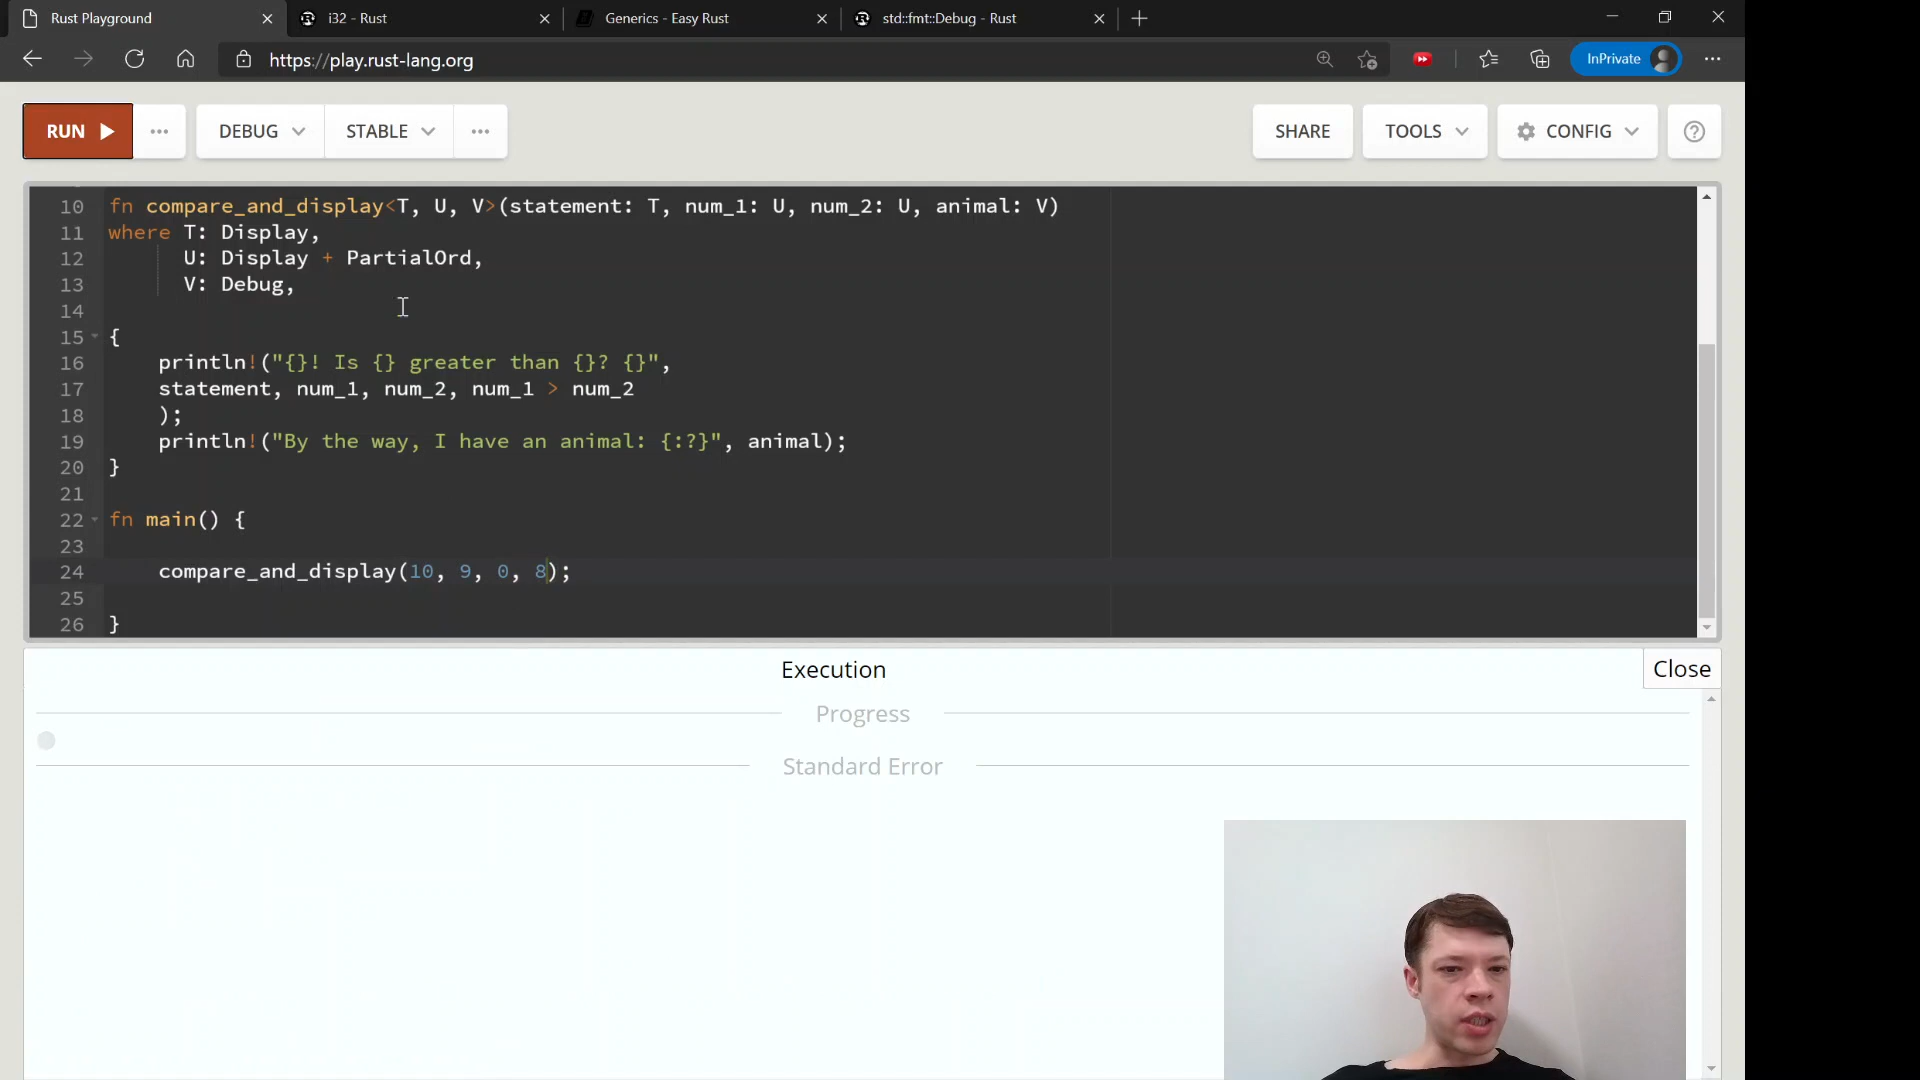 Rust Playground
i32 - Rust
Generics - Easy Rust
std::fmt::Debug - Rust
https://play.rust-lang.org
InPrivate
RUN
DEBUG
STABLE
SHARE
TOOLS
CONFIG
10 fn compare_and_display<T, U, V>(statement: T, num_1: U, num_2: U, animal: V)
11 where T: Display,
12 U: Display + PartialOrd,
13 V: Debug,
14
15 {
16 println!("{}! Is {} greater than {}? {}",
17 statement, num_1, num_2, num_1 > num_2
18 );
19 println!("By the way, I have an animal: {:?}", animal);
20 }
21
22 fn main() {
23
24 compare_and_display(10, 9, 0, 8);
25
26 }
Execution
Close
Progress
Standard Error